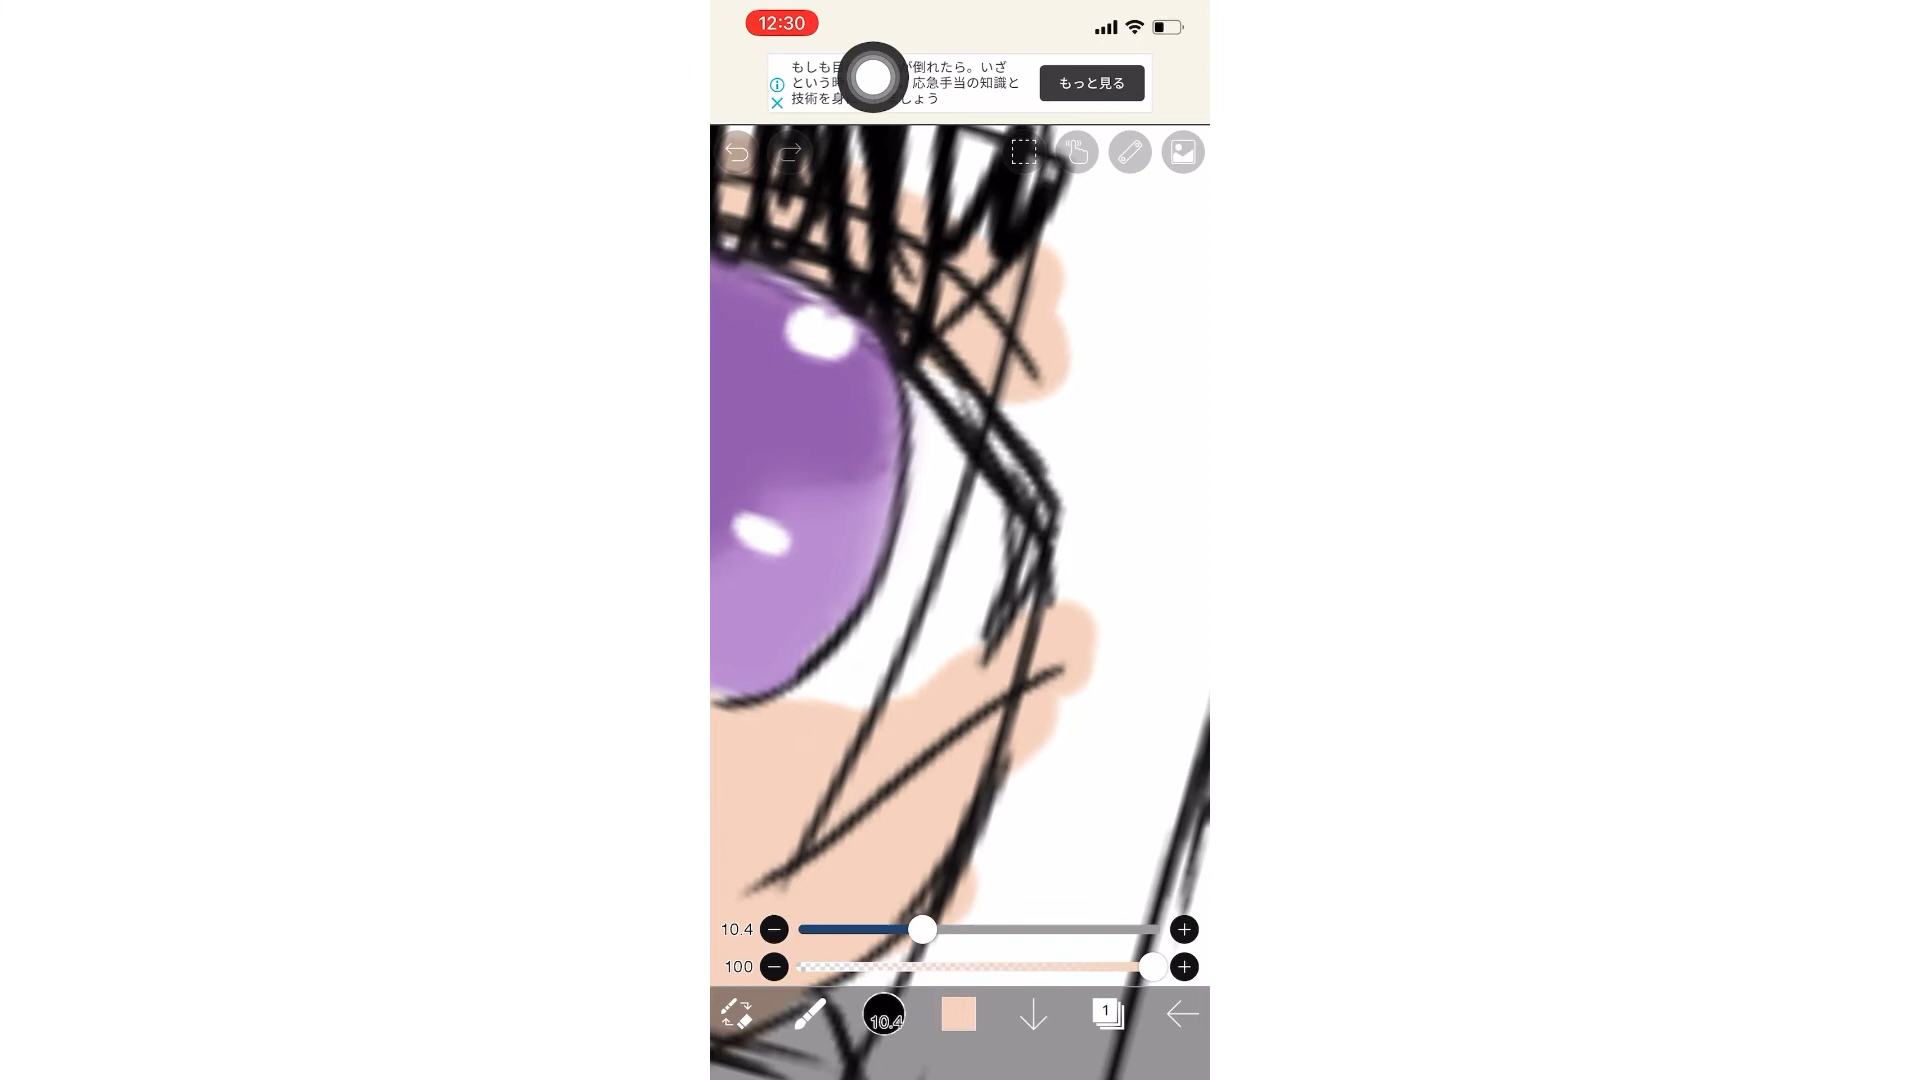 12:30
もしも目 が倒れたら。いざ
という時 応急手当の知識と
技術を身 しょう
もっと見る
10.4
100
10.4
1